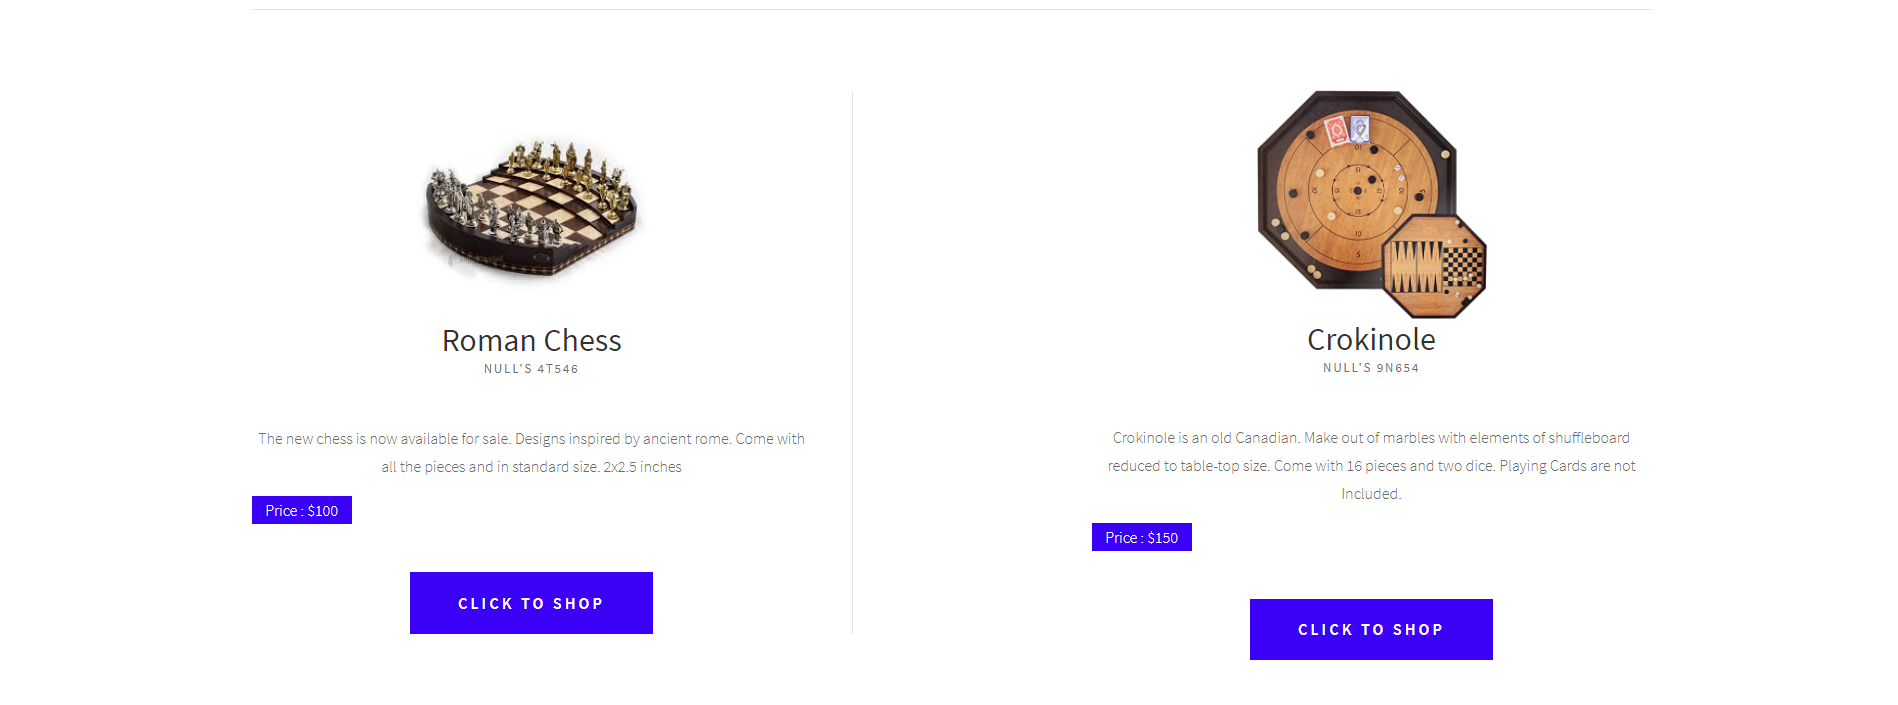 Roman Chess
NULL'S 4T546
The new chess is now available for sale. Designs inspired by ancient rome. Come with
all the pieces and in standard size. 2x2.5 inches
Price : $100
CLICK TO SHOP
Crokinole
NULL'S 9N654
Crokinole is an old Canadian. Make out of marbles with elements of shuffleboard
reduced to table-top size. Come with 16 pieces and two dice. Playing Cards are not
Included.
Price : $150
CLICK TO SHOP